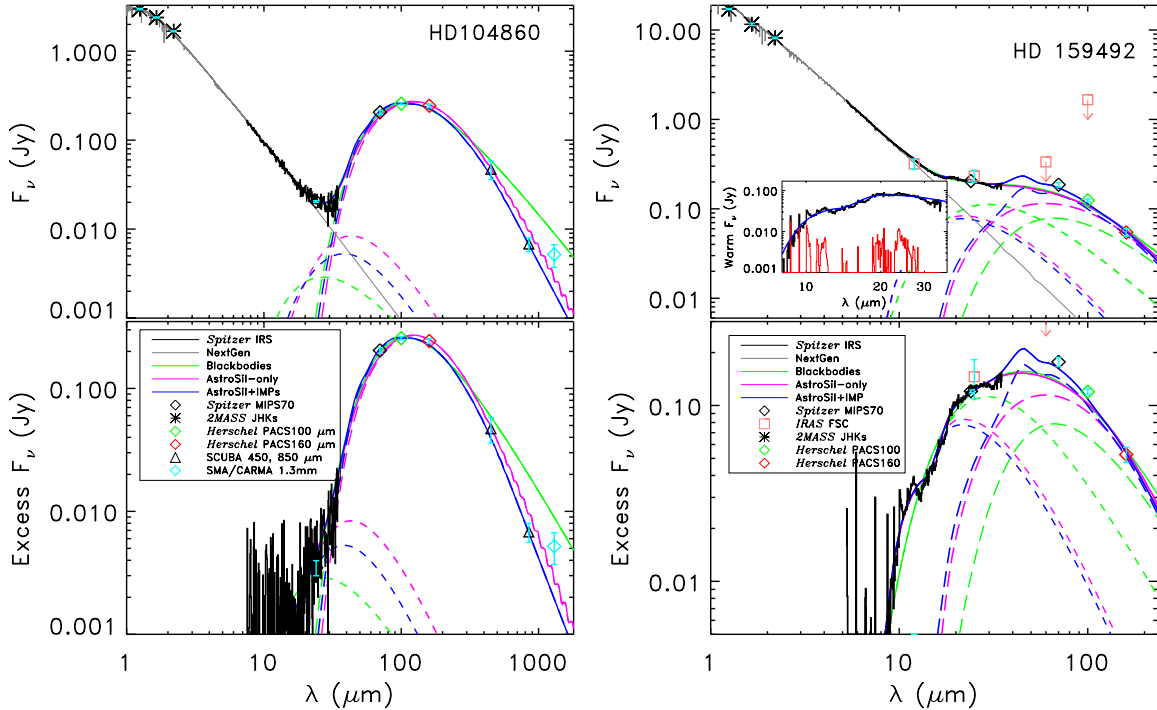 HD104860
F_ν (Jy)
1.000
0.100
0.010
0.001
Excess F_ν (Jy)
0.100
0.010
0.001
Spitzer IRS
NextGen
Blackbodies
AstroSil-only
AstroSil+IMPs
Spitzer MIPS70
2MASS JHKs
Herschel PACS100 μm
Herschel PACS160 μm
SCUBA 450, 850 μm
SMA/CARMA 1.3mm
1 10 100 1000
λ (μm)
HD 159492
F_ν (Jy)
10.00
1.00
0.10
0.01
Warm F_ν (Jy)
0.100
0.010
0.001
10 20 30
λ (μm)
Excess F_ν (Jy)
0.10
0.01
Spitzer IRS
NextGen
Blackbodies
AstroSil-only
AstroSil+IMP
Spitzer MIPS70
IRAS FSC
2MASS JHKs
Herschel PACS100
Herschel PACS160
1 10 100
λ (μm)